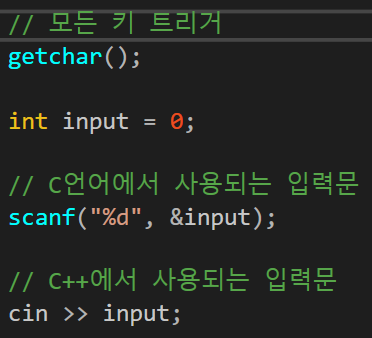 // 모든 키 트리거
getchar();
int input = 0;
// C언어에서 사용되는 입력문
scanf("%d", &input);
// C++에서 사용되는 입력문
cin >> input;